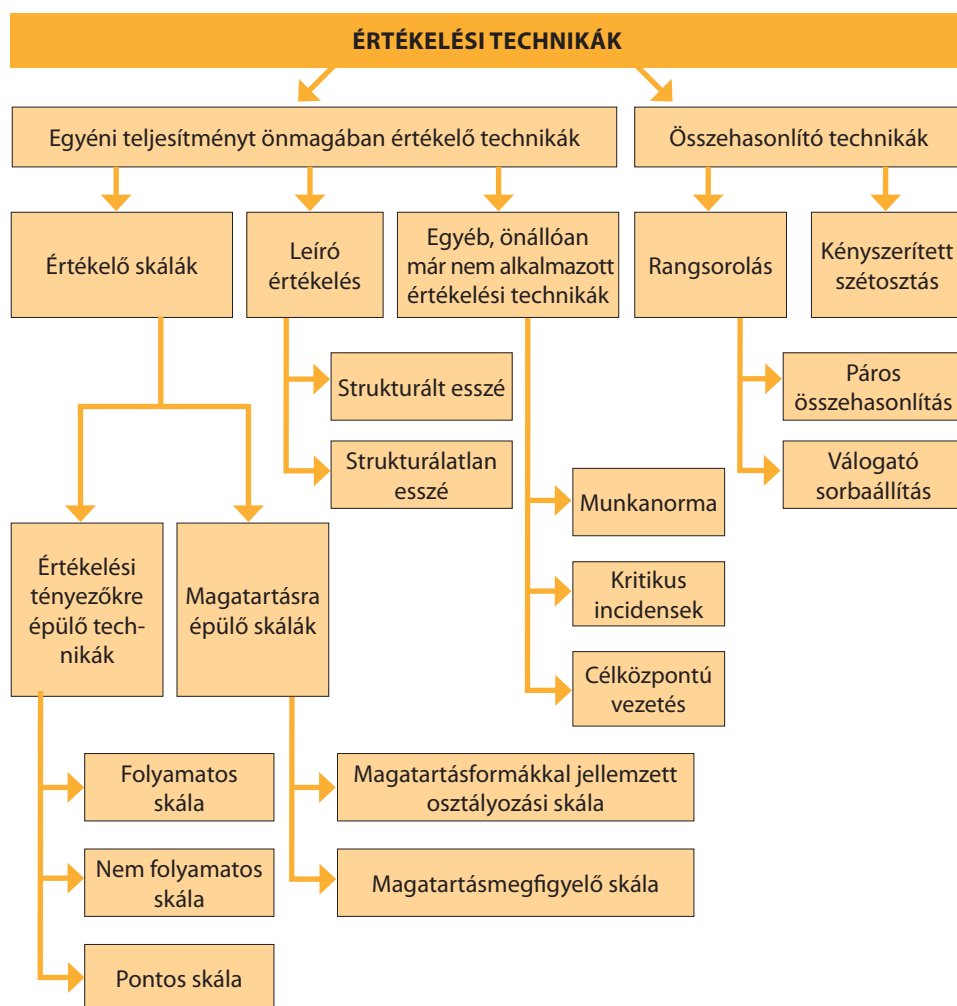 ÉRTÉKELÉSI TECHNIKÁK
Egyéni teljesítményt önmagában értékelő technikák
Összehasonlító technikák
Értékelő skálák
Leíró
értékelés
Egyéb, önállóan
már nem alkalmazott
értékelési technikák
Rangsorolás
Kényszerített
szétosztás
Strukturált esszé
Strukturálatlan
esszé
Páros
összehasonlítás
Válogató
sorbaállítás
Munkanorma
Kritikus
incidensek
Célközpontú
vezetés
Értékelési
tényezőkre
épülő tech-
nikák
Magatartásra
épülő skálák
Folyamatos
skála
Nem folyamatos
skála
Pontos skála
Magatartásformákkal jellemzett
osztályozási skála
Magatartásmegfigyelő skála